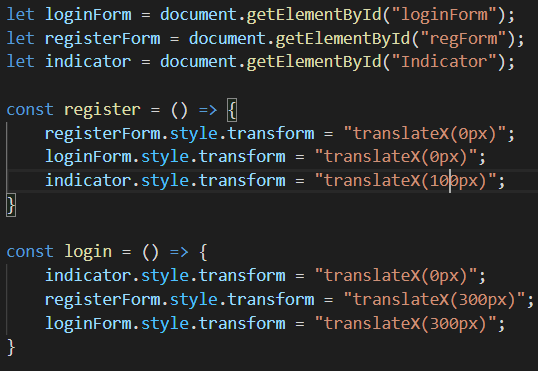 let loginForm = document.getElementById("loginForm");
let registerForm = document.getElementById("regForm");
let indicator = document.getElementById("Indicator");
const register = () => {
registerForm.style.transform = "translateX(0px)";
loginForm.style.transform = "translateX(0px)";
indicator.style.transform = "translateX(100px)";
}
const login = () => {
indicator.style.transform = "translateX(0px)";
registerForm.style.transform = "translateX(300px)";
loginForm.style.transform = "translateX(300px)";
}